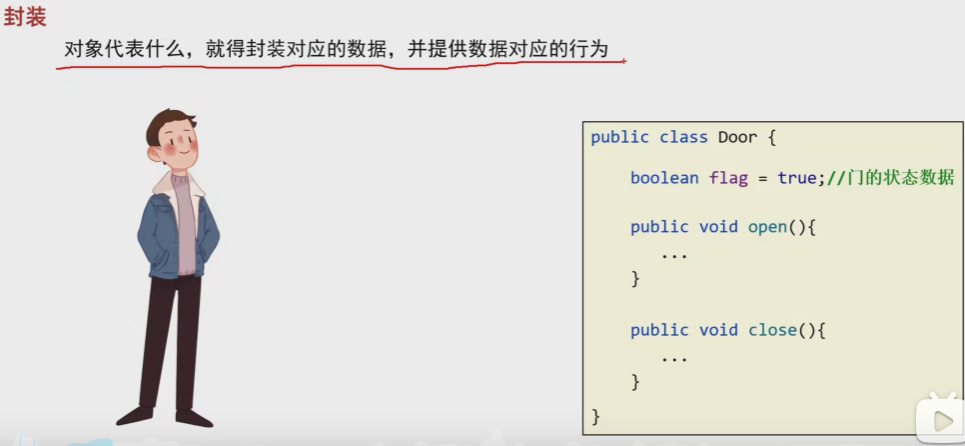 封装
对象代表什么，就得封装对应的数据，并提供数据对应的行为
public class Door {
boolean flag = true;//门的状态数据
public void open(){
...
}
public void close(){
...
}
}